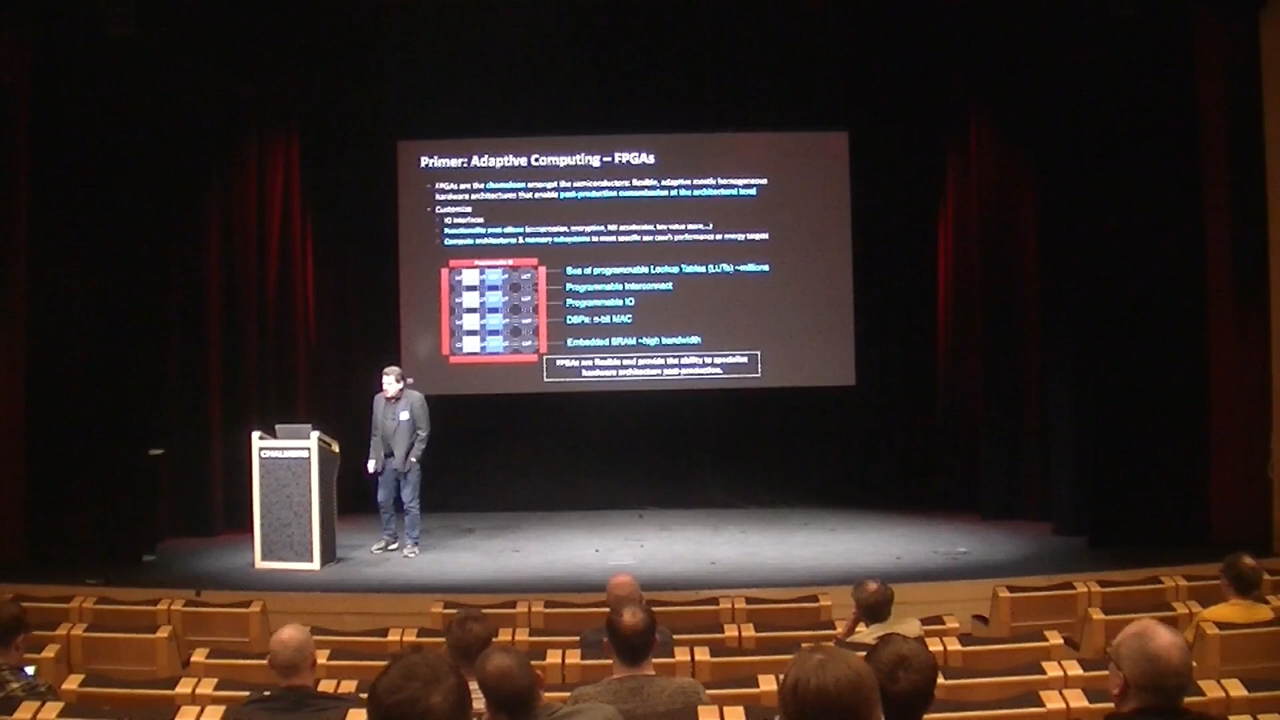 Primer: Adaptive Computing – FPGAs
- FPGAs are the chameleon amongst the semiconductors: flexible, adaptive mostly homogeneous
hardware architectures that enable post-production customization at the architectural level
- Customize
IO interfaces
Functionality
Compute architectures & memory subsystems to meet specific use case's performance or energy targets
Programmable IO
Sea of programmable Lookup Tables (LUTs) ~millions
Programmable Interconnect
Programmable IO
DSPs: n-bit MAC
Embedded SRAM ~high bandwidth
FPGAs are flexible and provide the ability to specialize
hardware architecture post-production.
CHALMERS